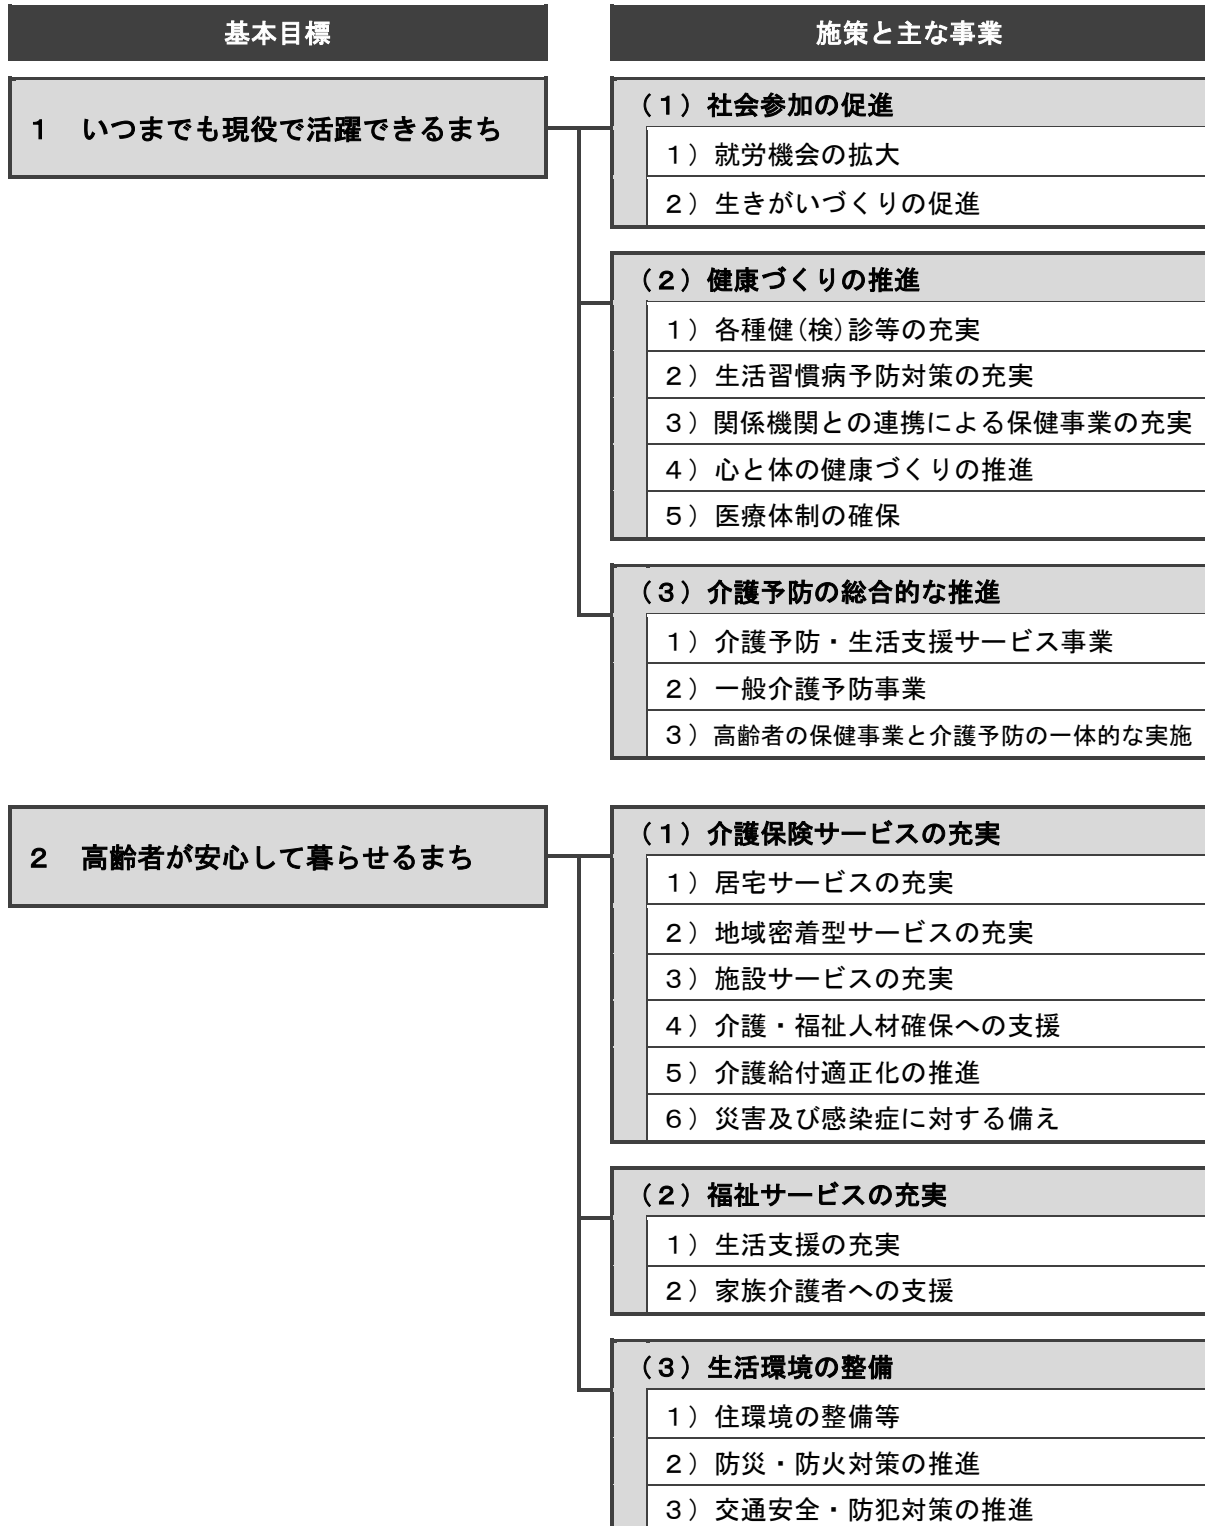 基本目標
施策と主な事業
1 いつまでも現役で活躍できるまち
(1)社会参加の促進
1)就労機会の拡大
2)生きがいづくりの促進
(2)健康づくりの推進
1)各種健(検)診等の充実
2)生活習慣病予防対策の充実
3)関係機関との連携による保健事業の充実
4)心と体の健康づくりの推進
5)医療体制の確保
(3)介護予防の総合的な推進
1)介護予防・生活支援サービス事業
2)一般介護予防事業
3)高齢者の保健事業と介護予防の一体的な実施
2 高齢者が安心して暮らせるまち
(1)介護保険サービスの充実
1)居宅サービスの充実
2)地域密着型サービスの充実
3)施設サービスの充実
4)介護・福祉人材確保への支援
5)介護給付適正化の推進
6)災害及び感染症に対する備え
(2)福祉サービスの充実
1)生活支援の充実
2)家族介護者への支援
(3)生活環境の整備
1)住環境の整備等
2)防災・防火対策の推進
3)交通安全・防犯対策の推進